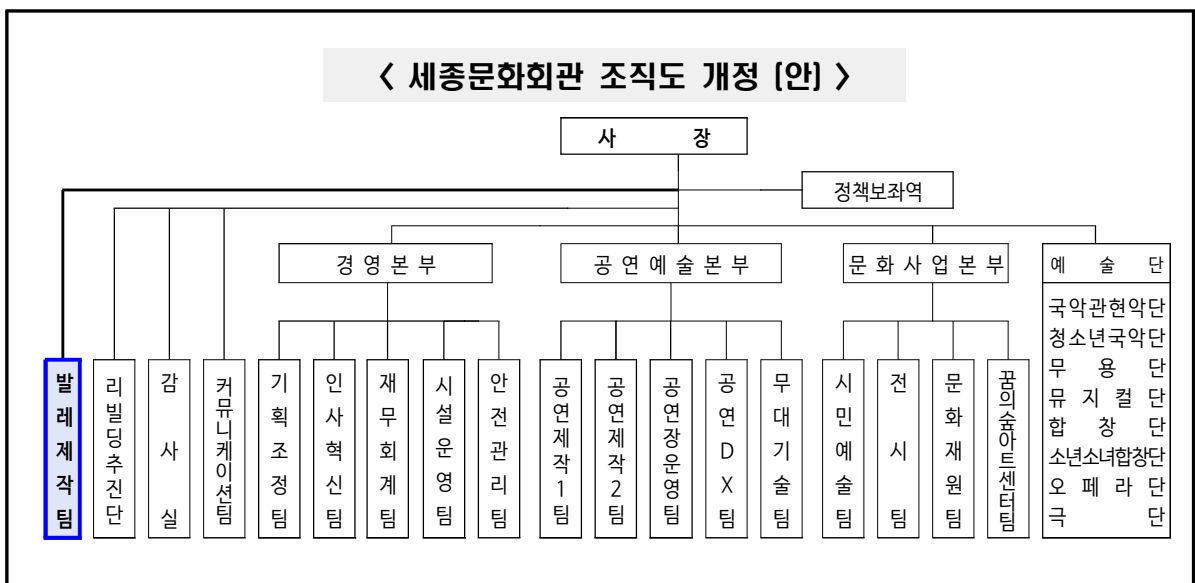 〈 세종문화회관 조직도 개정 (안) 〉
사 장
정책보좌역
경영본부
공연예술본부
문화사업본부
예술단
국악관현악단
청소년국악단
무용단
뮤지컬단
합창단
소년소녀합창단
오페라단
극단
발레제작팀
리빌딩추진단
감사실
커뮤니케이션팀
기획조정팀
인사혁신팀
재무회계팀
시설운영팀
안전관리팀
공연제작1팀
공연제작2팀
공연장운영팀
공연DX팀
무대기술팀
시민예술팀
전시팀
문화재원팀
꿈의숲아트센터팀